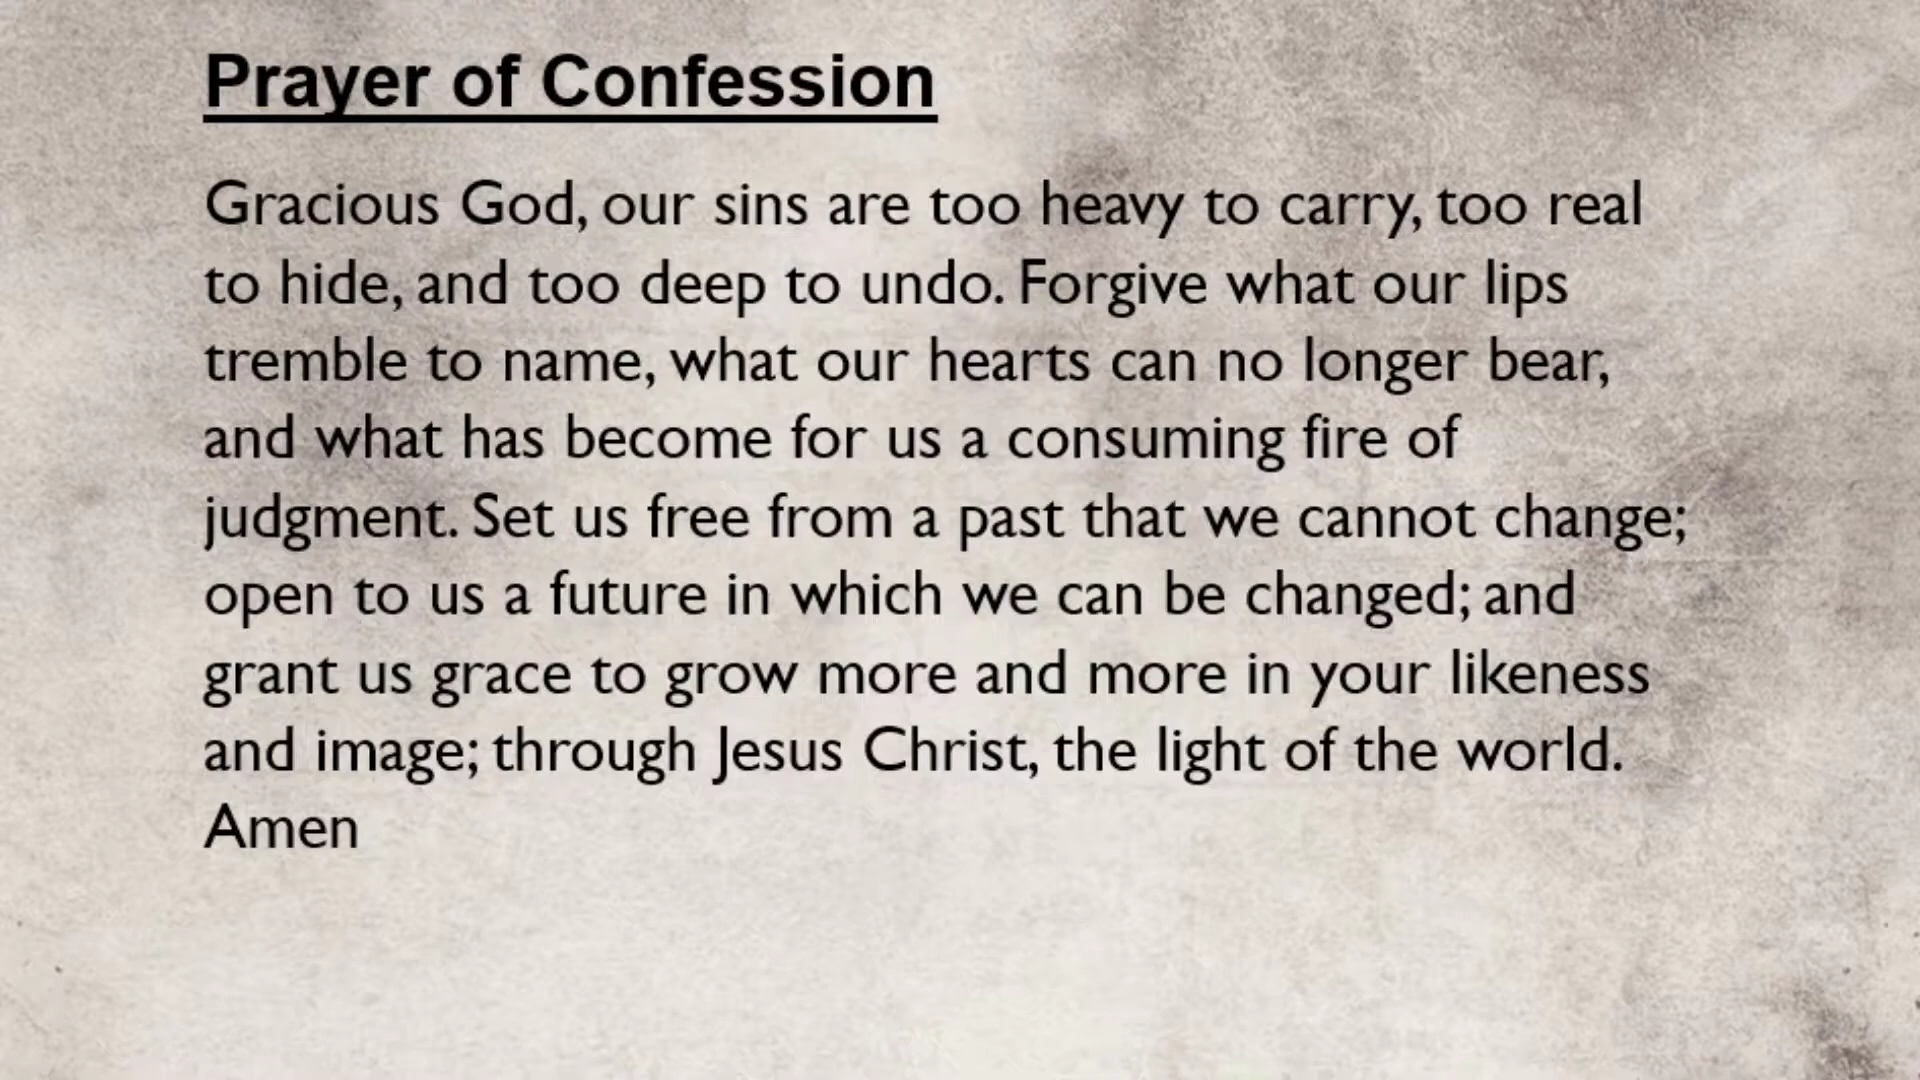 Prayer of Confession
Gracious God, our sins are too heavy to carry, too real
to hide, and too deep to undo. Forgive what our lips
tremble to name, what our hearts can no longer bear,
and what has become for us a consuming fire of
judgment. Set us free from a past that we cannot change;
open to us a future in which we can be changed; and
grant us grace to grow more and more in your likeness
and image; through Jesus Christ, the light of the world.
Amen